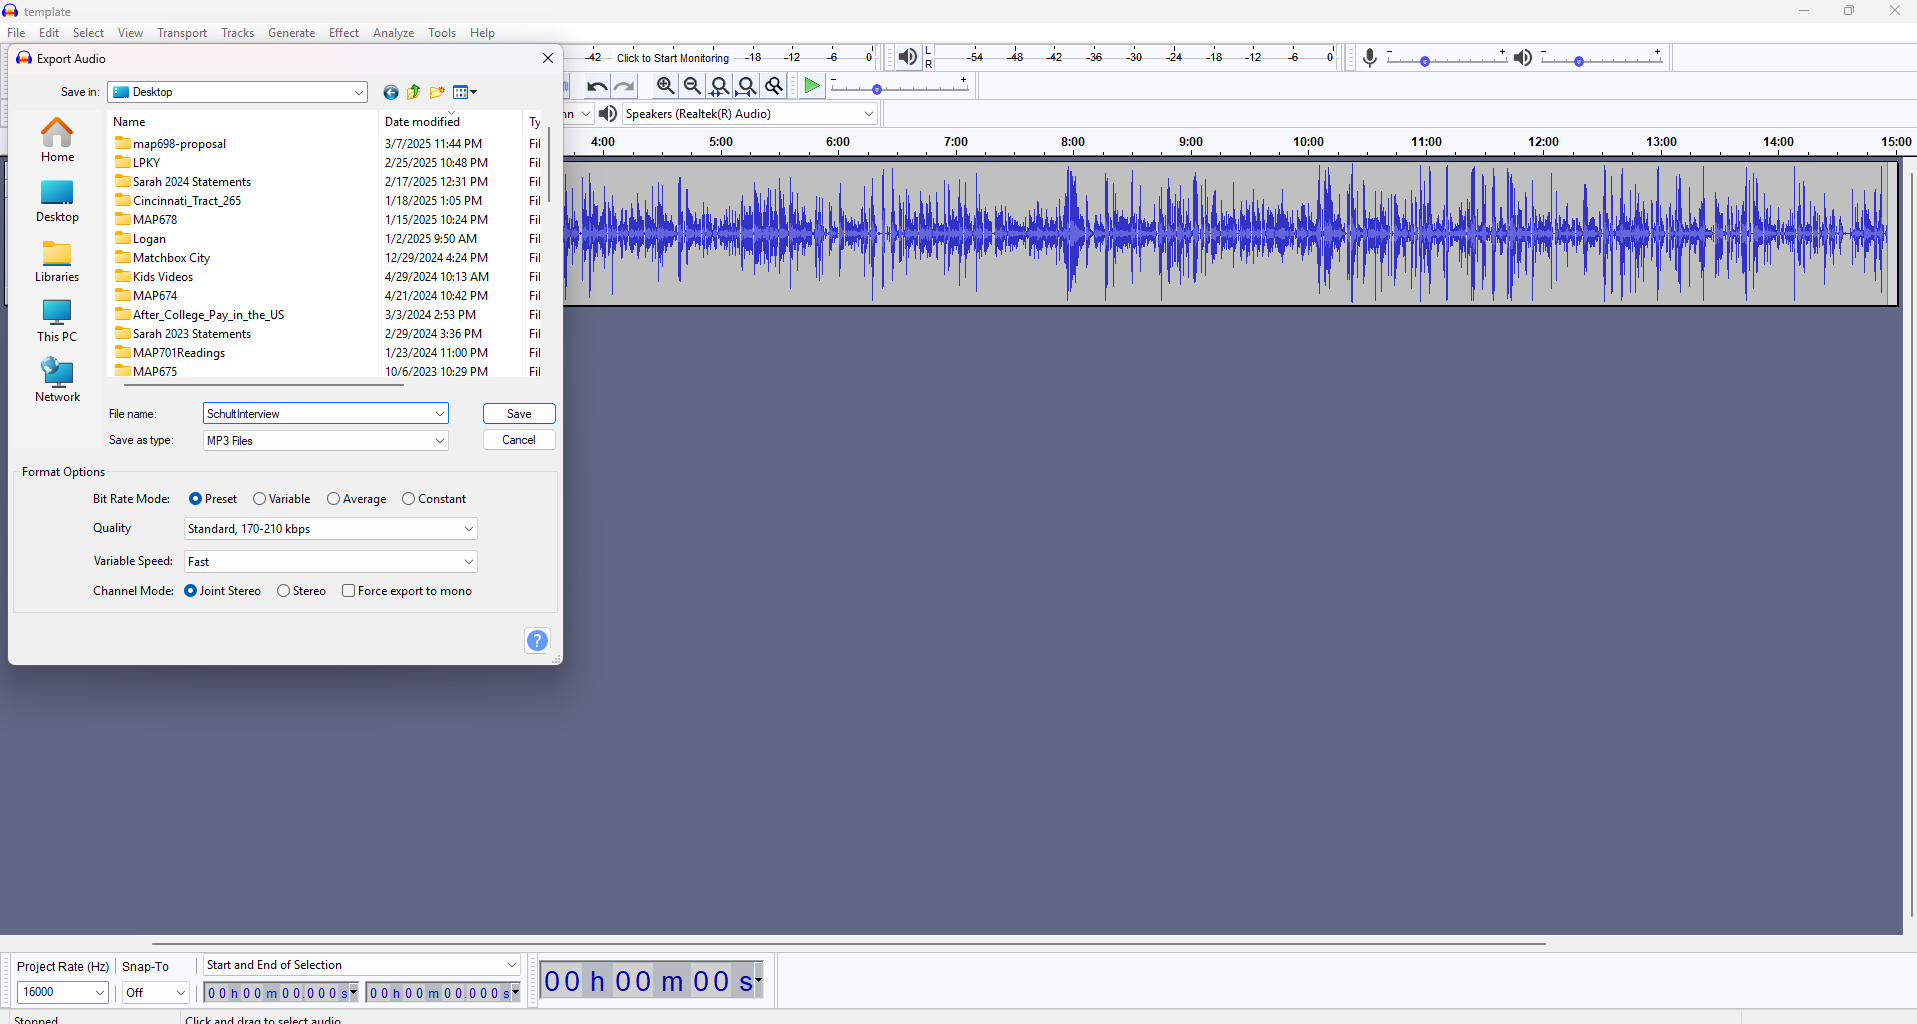 template
File Edit Select View Transport Tracks Generate Effect Analyze Tools Help
Export Audio
-42 Click to Start Monitoring -18 -12 -6 0
L
R
-54 -48 -42 -36 -30 -24 -18 -12 -6 0
- +
- +
Save in: Desktop
- +
Speakers (Realtek(R) Audio)
4:00 5:00 6:00 7:00 8:00 9:00 10:00 11:00 12:00 13:00 14:00 15:00
Home
Desktop
Libraries
This PC
Network
Name Date modified Ty
map698-proposal 3/7/2025 11:44 PM Fil
LPKY 2/25/2025 10:48 PM Fil
Sarah 2024 Statements 2/17/2025 12:31 PM Fil
Cincinnati_Tract_265 1/18/2025 1:05 PM Fil
MAP678 1/15/2025 10:24 PM Fil
Logan 1/2/2025 9:50 AM Fil
Matchbox City 12/29/2024 4:24 PM Fil
Kids Videos 4/29/2024 10:13 AM Fil
MAP674 4/21/2024 10:42 PM Fil
After_College_Pay_in_the_US 3/3/2024 2:53 PM Fil
Sarah 2023 Statements 2/29/2024 3:36 PM Fil
MAP701Readings 1/23/2024 11:00 PM Fil
MAP675 10/6/2023 10:29 PM Fil
File name: SchultInterview Save
Save as type: MP3 Files Cancel
Format Options
Bit Rate Mode: Preset Variable Average Constant
Quality Standard, 170-210 kbps
Variable Speed: Fast
Channel Mode: Joint Stereo Stereo Force export to mono
?
Project Rate (Hz) Snap-To Start and End of Selection
16000 Off 00 h 00 m 00.000 s 00 h 00 m 00.000 s
00 h 00 m 00 s
Stopped. Click and drag to select audio